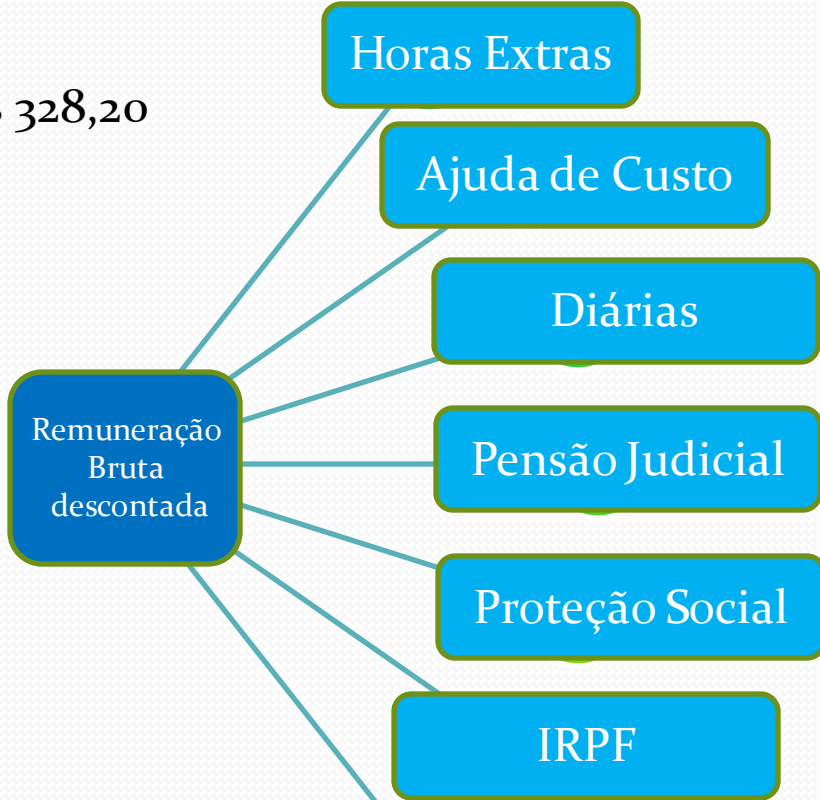 Horas Extras
328,20
Ajuda de Custo
Diárias
Remuneração
Bruta
descontada
Pensão Judicial
Proteção Social
IRPF